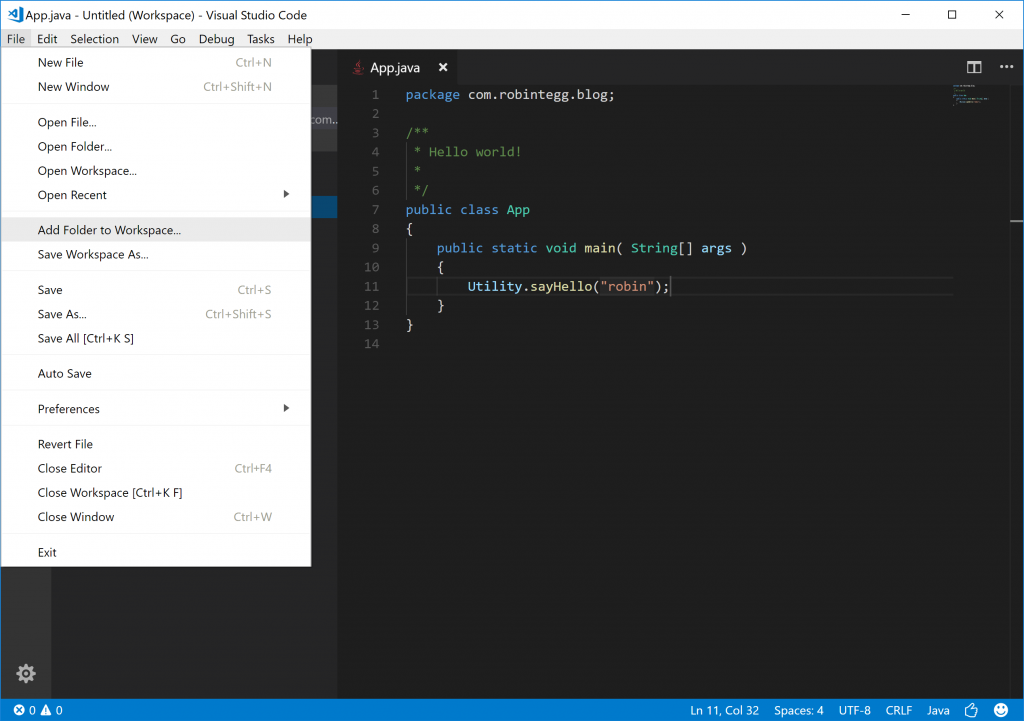 App.java - Untitled (Workspace) - Visual Studio Code
File Edit Selection View Go Debug Tasks Help
New File Ctrl+N
New Window Ctrl+Shift+N
Open File...
Open Folder...
Open Workspace...
Open Recent
Add Folder to Workspace...
Save Workspace As...
Save Ctrl+S
Save As... Ctrl+Shift+S
Save All [Ctrl+K S]
Auto Save
Preferences
Revert File
Close Editor Ctrl+F4
Close Workspace [Ctrl+K F]
Close Window Ctrl+W
Exit
com..
App.java
1 package com.robintegg.blog;
2
3 /**
4 * Hello world!
5 *
6 */
7 public class App
8 {
9 public static void main( String[] args )
10 {
11 Utility.sayHello("robin");
12 }
13 }
14
0 0 Ln 11, Col 32 Spaces: 4 UTF-8 CRLF Java